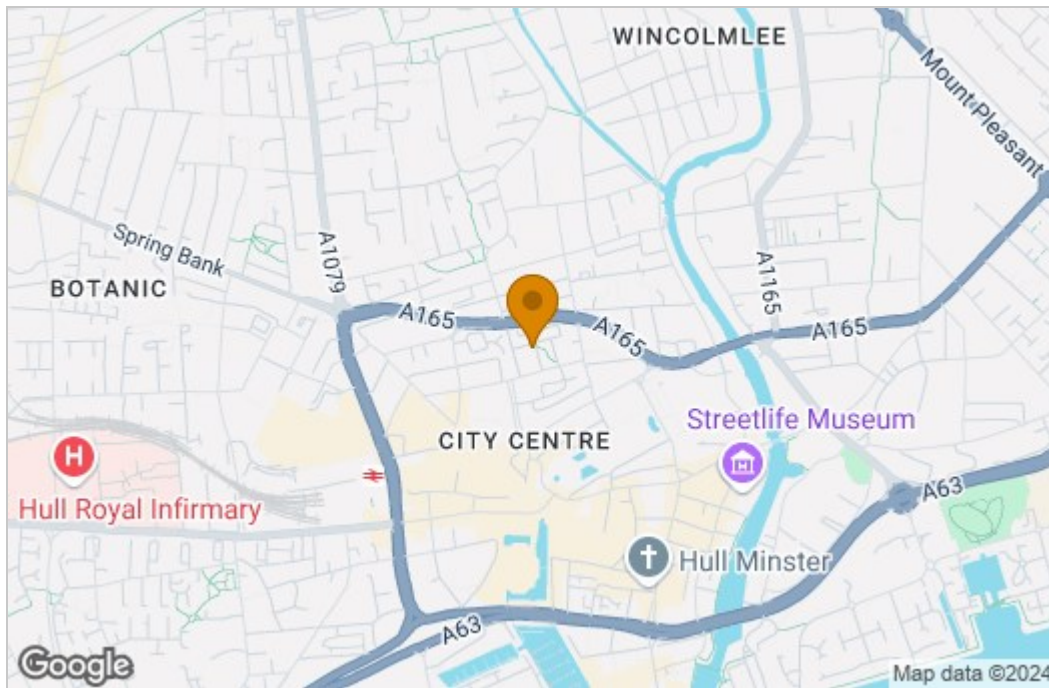 WINCOLMLEE
Mount Pleasant
Spring Bank
A1079
A1165
BOTANIC
A165
A165
A165
Streetlife Museum
CITY CENTRE
H
Hull Royal Infirmary
A63
Hull Minster
A63
Google
Map data ©2024